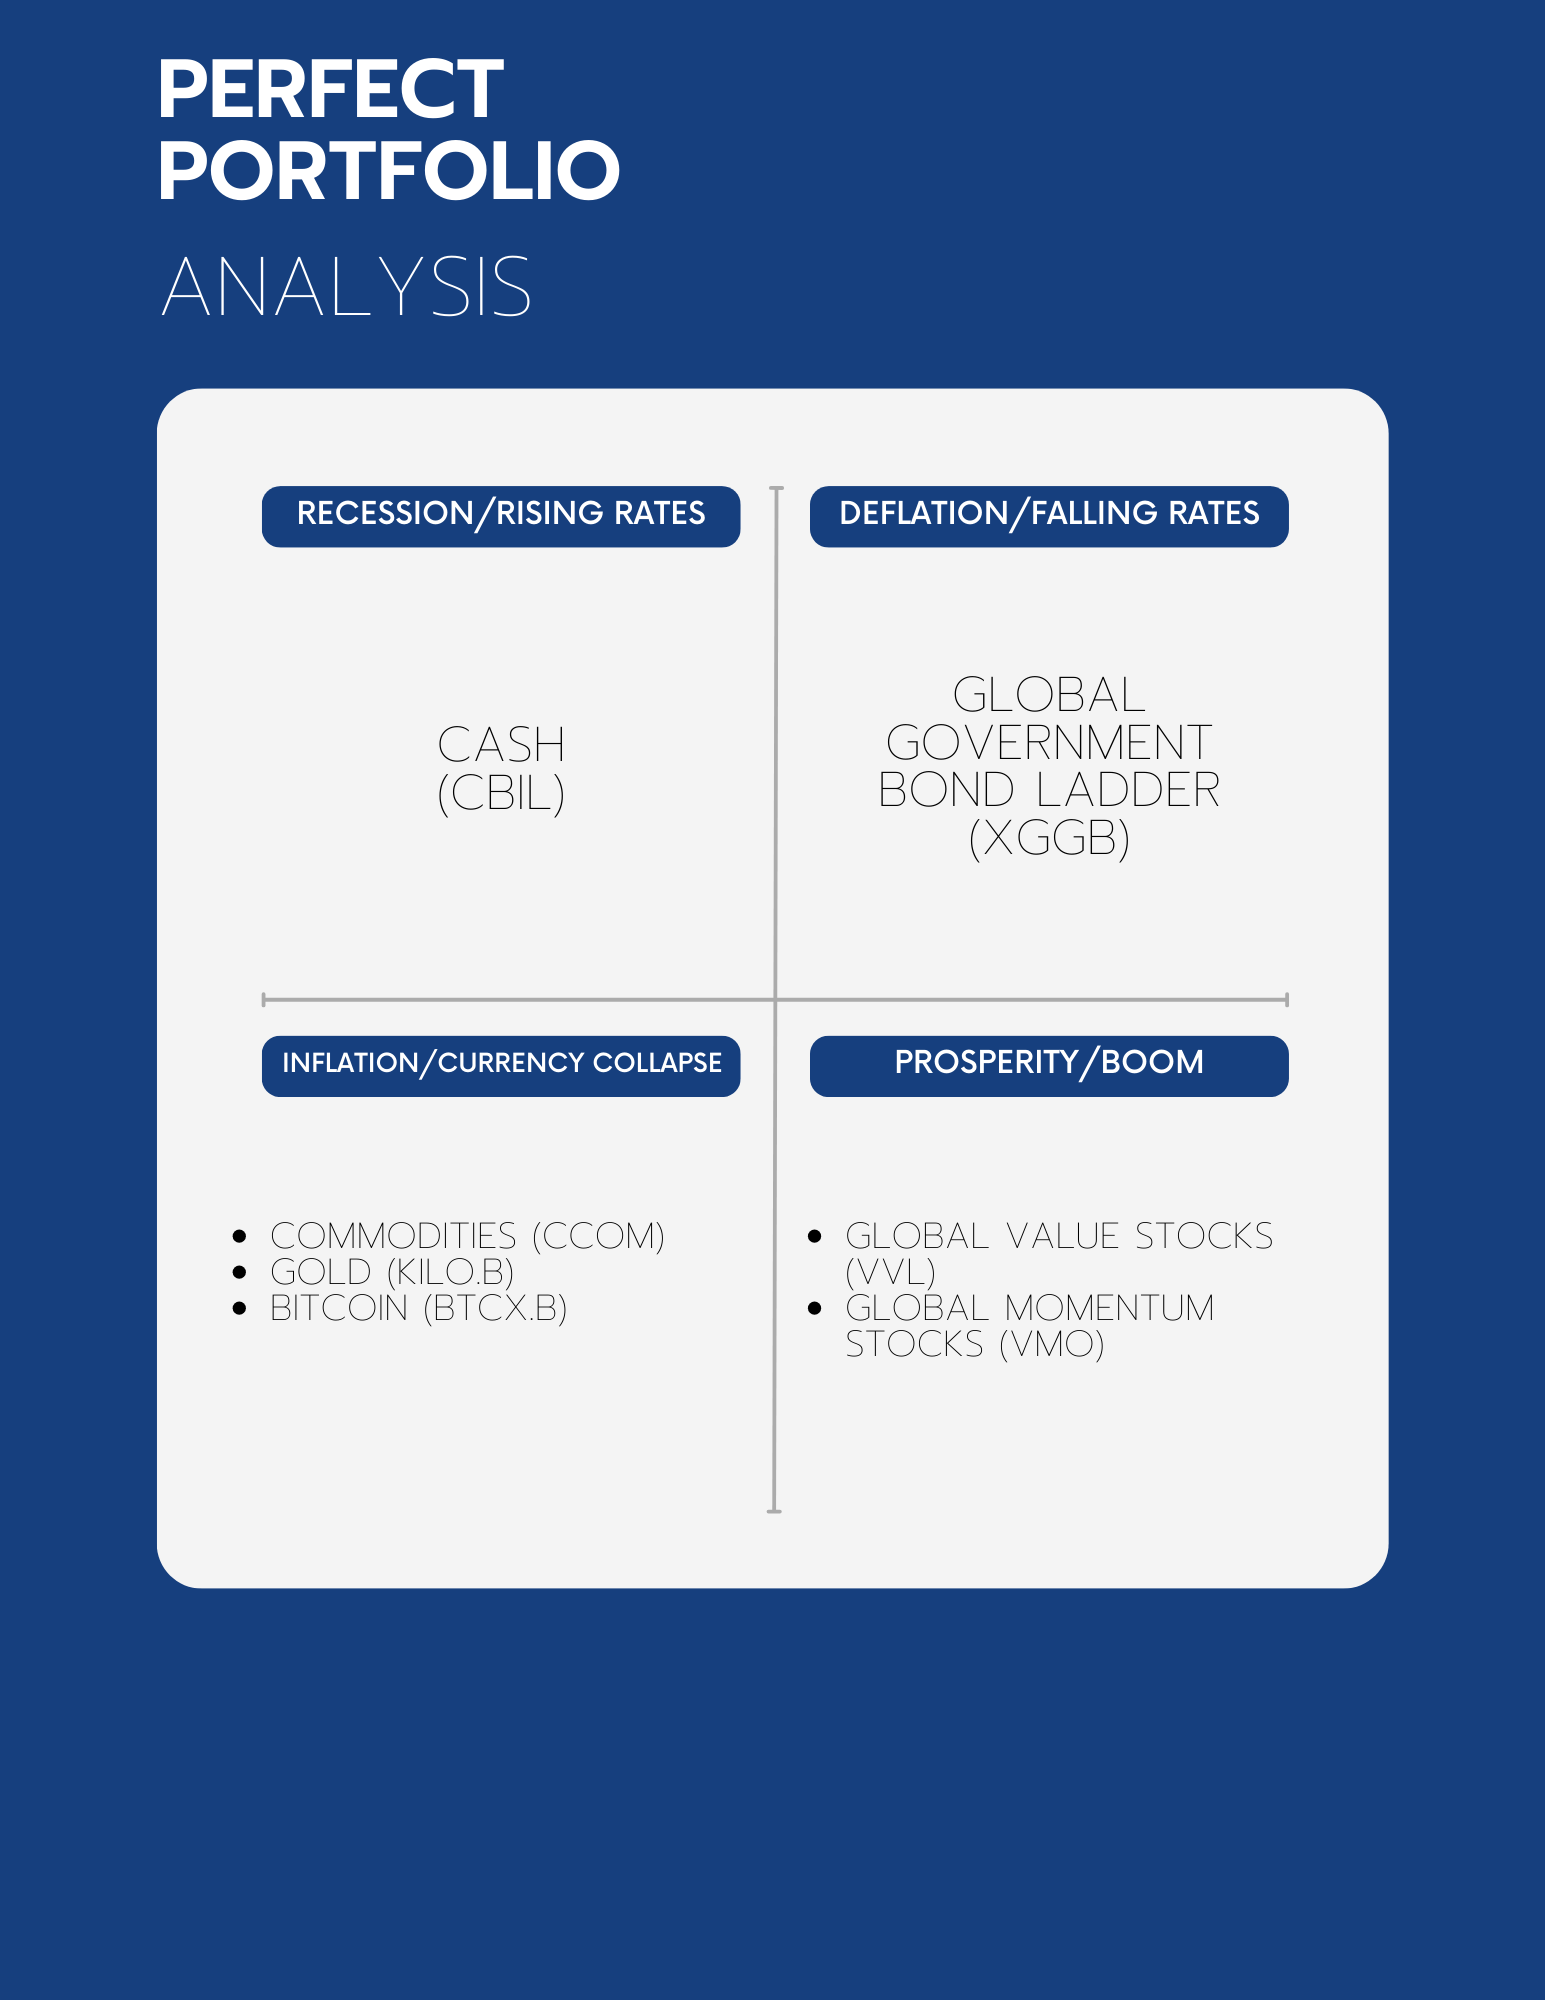 PERFECT
PORTFOLIO
ANALYSIS
RECESSION/RISING RATES
CASH
(CBIL)
DEFLATION/FALLING RATES
GLOBAL
GOVERNMENT
BOND LADDER
(XGGB)
INFLATION/CURRENCY COLLAPSE
COMMODITIES (CCOM)
GOLD (KILO.B)
BITCOIN (BTCX.B)
PROSPERITY/BOOM
GLOBAL VALUE STOCKS
(VVL)
GLOBAL MOMENTUM
STOCKS (VMO)